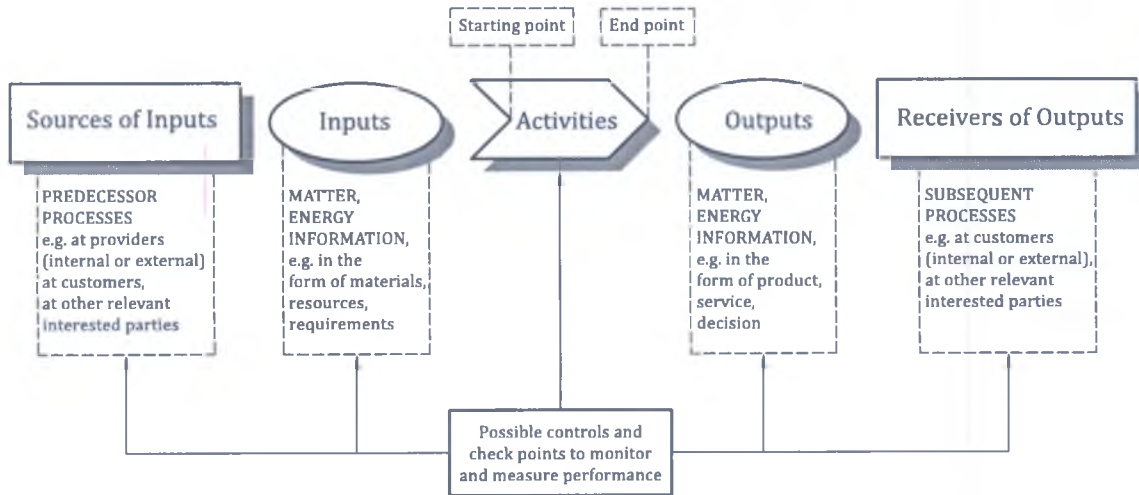 Starting point
End point
Sources of Inputs
Inputs
Activities
Outputs
Receivers of Outputs
PREDECESSOR
PROCESSES
e.g. at providers
(internal or external)
at customers,
at other relevant
interested parties
MATTER,
ENERGY
INFORMATION,
e.g. in the
form of materials,
resources,
requirements
MATTER,
ENERGY
INFORMATION,
e.g. in the
form of product,
service,
decision
SUBSEQUENT
PROCESSES
e.g. at customers
(internal or external),
at other relevant
interested parties
Possible controls and
check points to monitor
and measure performance